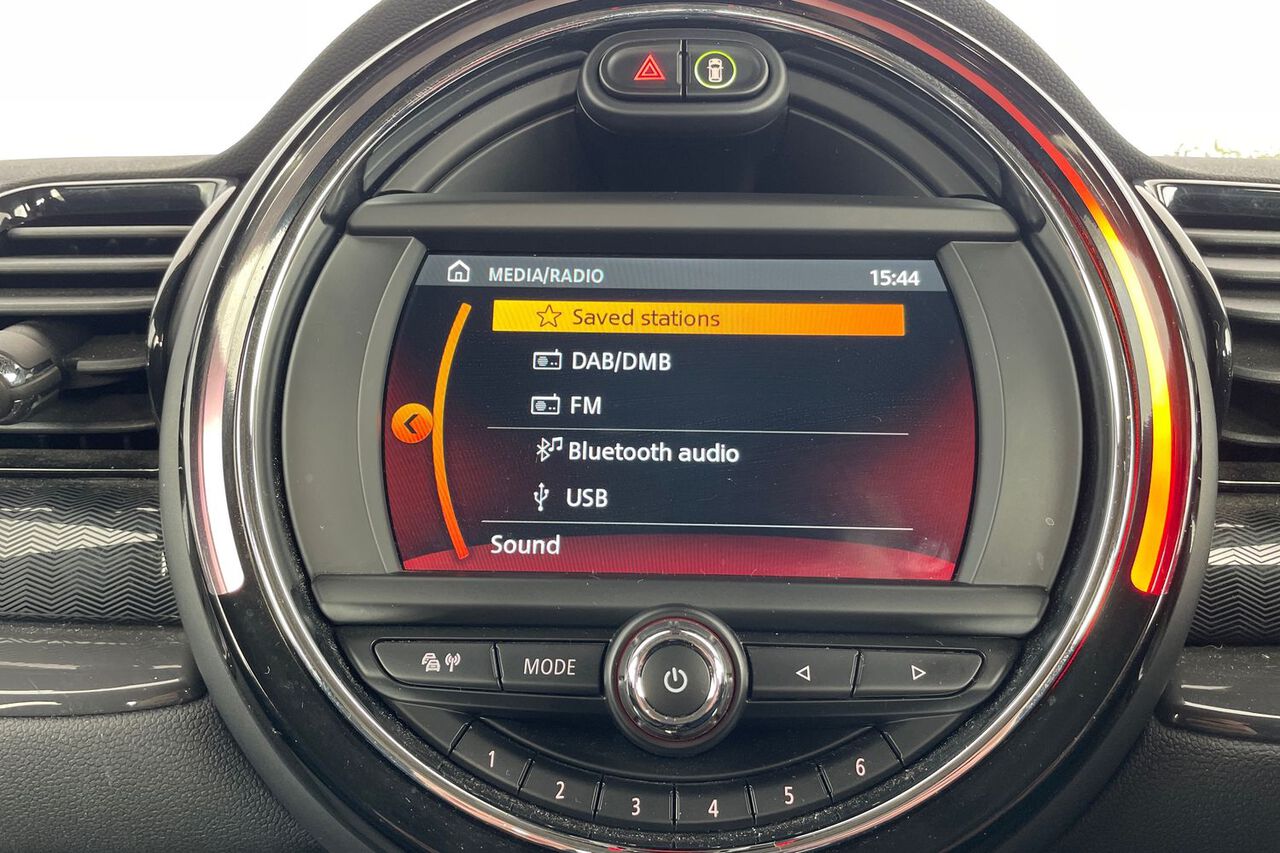 MEDIA/RADIO 15:44
Saved stations
DAB/DMB
FM
Bluetooth audio
USB
Sound
MODE
1 2 3 4 5 6